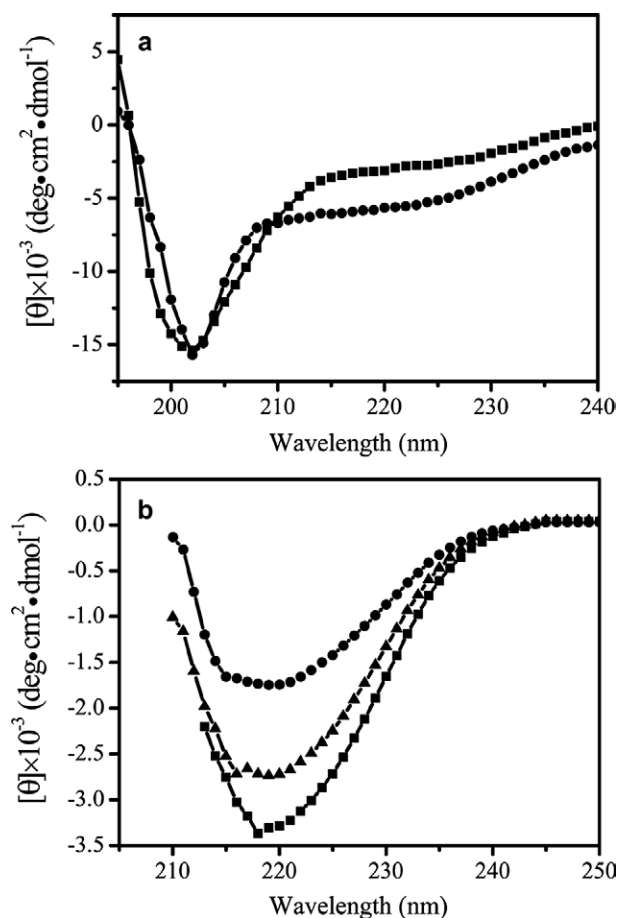 a
5
0
-5
-10
-15
[θ]×10⁻³ (deg•cm²•dmol⁻¹)
200 210 220 230 240
Wavelength (nm)
b
0.5
0.0
-0.5
-1.0
-1.5
-2.0
-2.5
-3.0
-3.5
[θ]×10⁻³ (deg•cm²•dmol⁻¹)
210 220 230 240 250
Wavelength (nm)